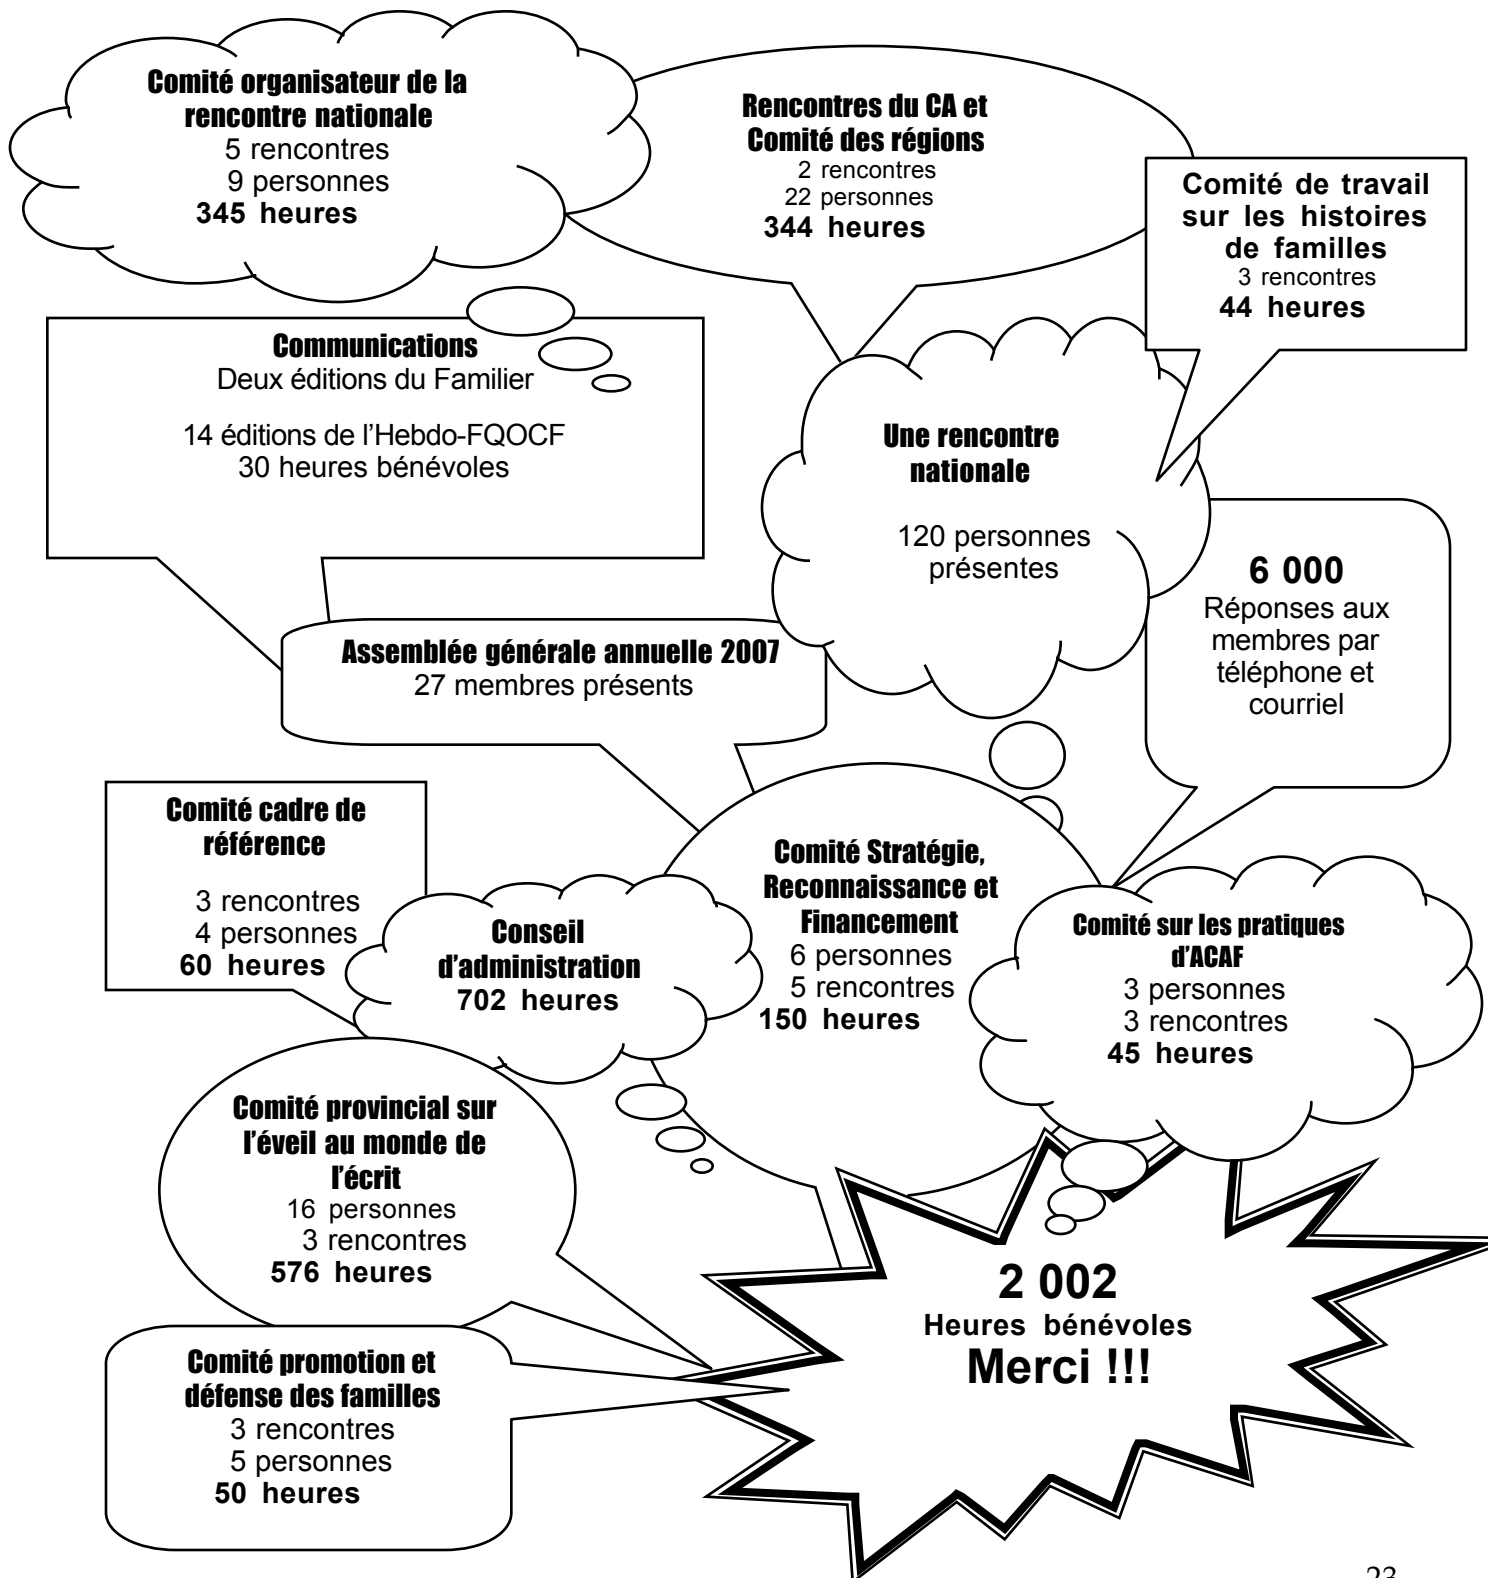 Comité organisateur de la
rencontre nationale
5 rencontres
9 personnes
345 heures
Rencontres du CA et
Comité des régions
2 rencontres
22 personnes
344 heures
Comité de travail
sur les histoires
de familles
3 rencontres
44 heures
Communications
Deux éditions du Familier
14 éditions de l’Hebdo-FQOCF
30 heures bénévoles
Une rencontre
nationale
120 personnes
présentes
6 000
Réponses aux
membres par
téléphone et
courriel
Assemblée générale annuelle 2007
27 membres présents
Comité cadre de
référence
3 rencontres
4 personnes
60 heures
Conseil
d’administration
702 heures
Comité Stratégie,
Reconnaissance et
Financement
6 personnes
5 rencontres
150 heures
Comité sur les pratiques
d’ACAF
3 personnes
3 rencontres
45 heures
Comité provincial sur
l’éveil au monde de
l’écrit
16 personnes
3 rencontres
576 heures
2 002
Heures bénévoles
Merci !!!
Comité promotion et
défense des familles
3 rencontres
5 personnes
50 heures
23